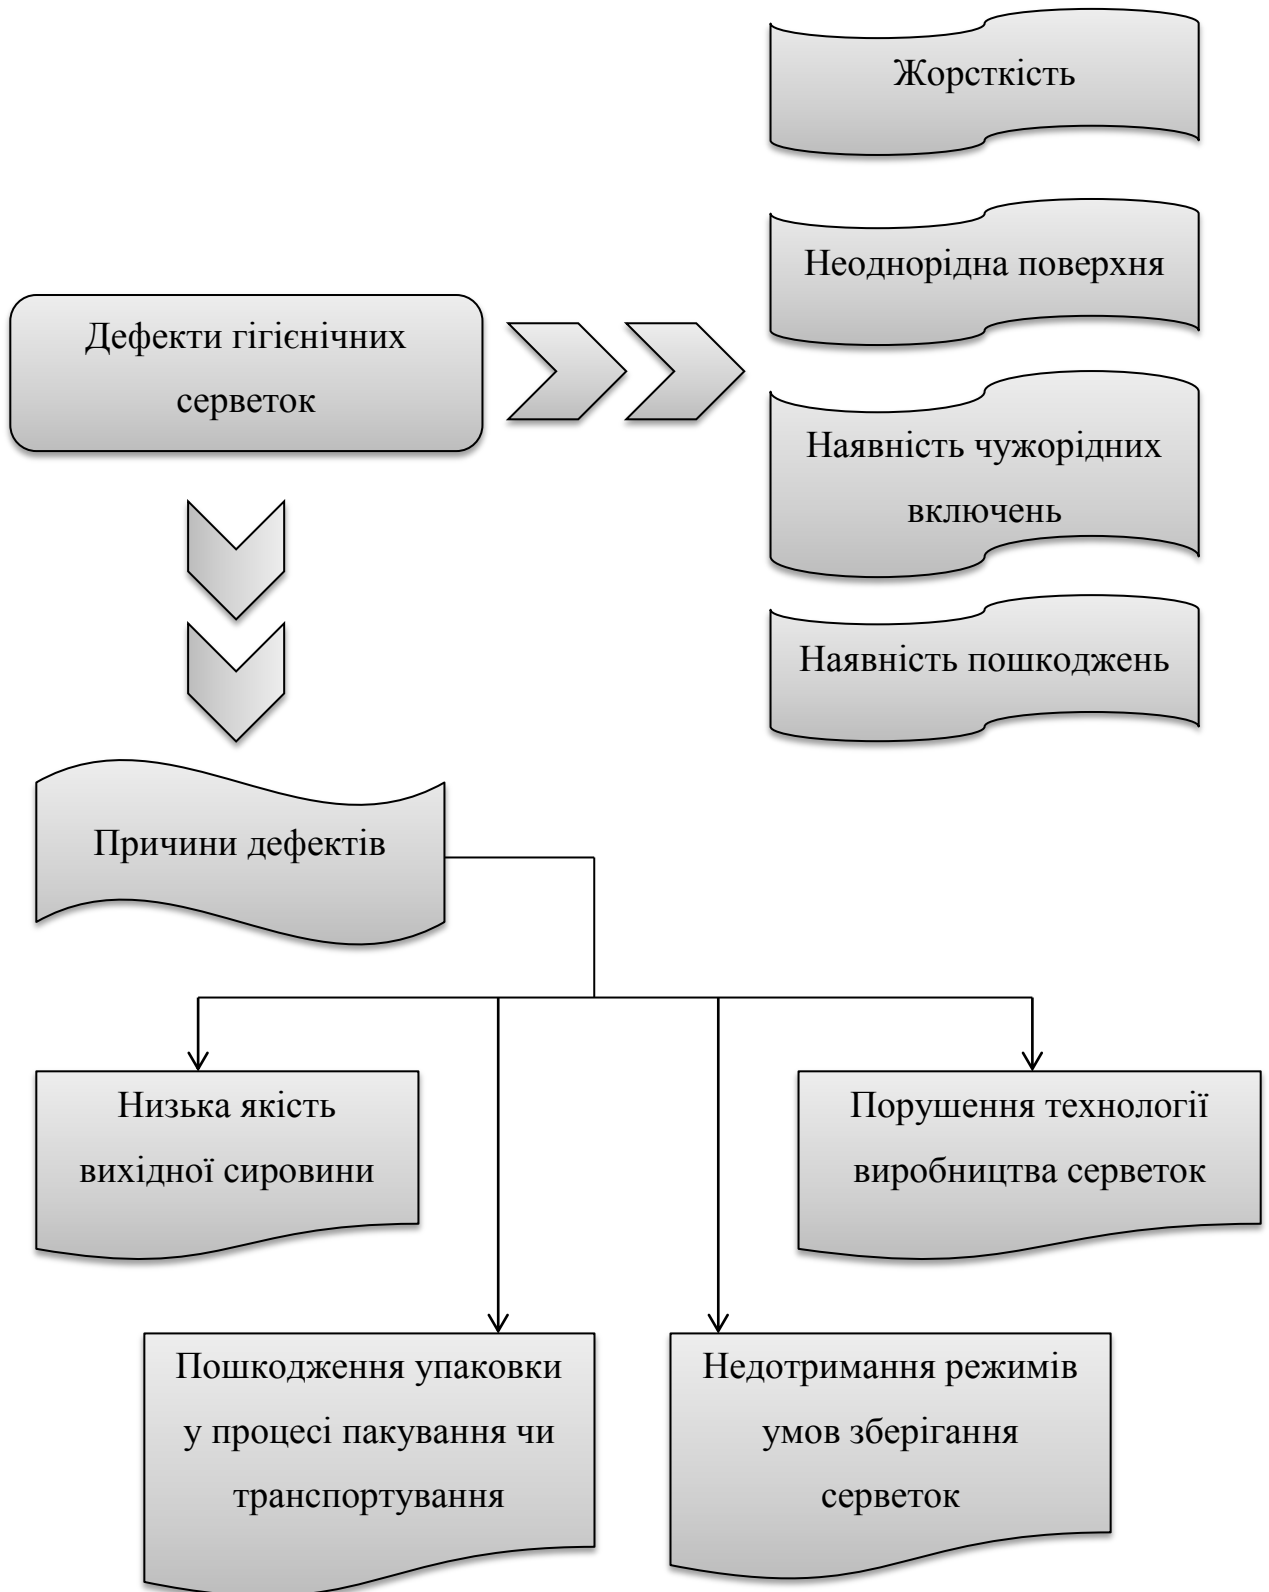 Жорсткість
Неоднорідна поверхня
Дефекти гігієнічних
серветок
Наявність чужорідних
включень
Наявність пошкоджень
Причини дефектів
Низька якість
вихідної сировини
Порушення технології
виробництва серветок
Пошкодження упаковки
у процесі пакування чи
транспортування
Недотримання режимів
умов зберігання
серветок